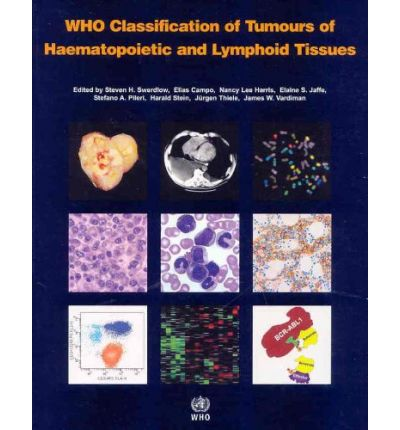 WHO Classification of Tumours of
Haematopoietic and Lymphoid Tissues
Edited by Steven H. Swerdlow, Elias Campo, Nancy Lee Harris, Elaine S. Jaffe,
Stefano A. Pileri, Harald Stein, Jürgen Thiele, James W. Vardiman
BCR-ABL1
WHO